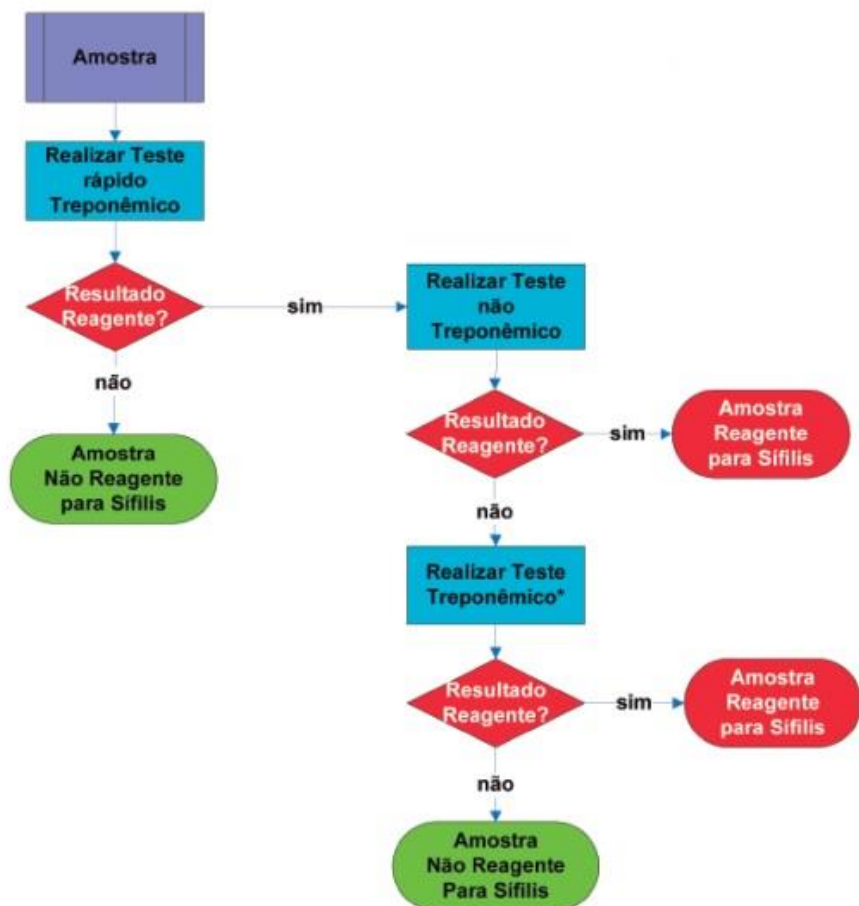 Amostra
Realizar Teste
rápido
Treponêmico
Resultado
Reagente?
sim
não
Amostra
Não Reagente
para Sífilis
Realizar Teste
não
Treponêmico
Resultado
Reagente?
sim
Amostra
Reagente
para Sífilis
não
Realizar Teste
Treponêmico*
Resultado
Reagente?
sim
Amostra
Reagente
para Sífilis
não
Amostra
Não Reagente
Para Sífilis